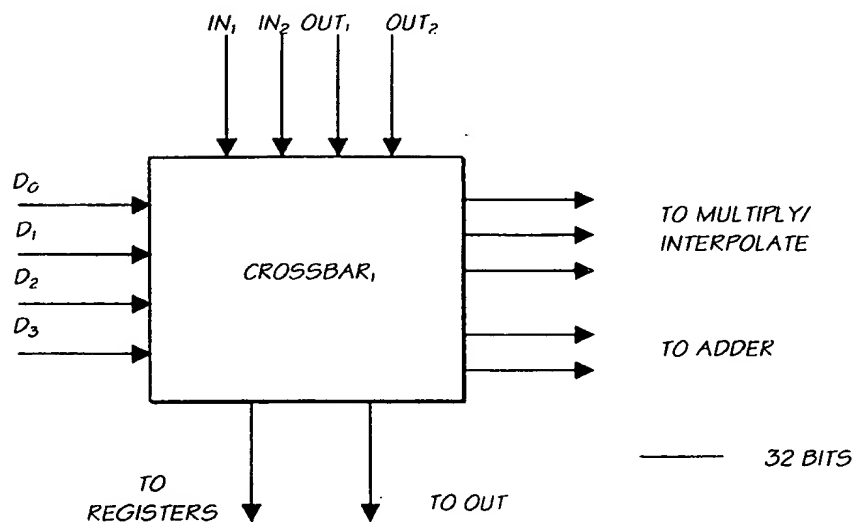 IN₁ IN₂ OUT₁ OUT₂
D₀
D₁
D₂
D₃
CROSSBAR₁
TO MULTIPLY/
INTERPOLATE
TO ADDER
32 BITS
TO
REGISTERS
TO OUT